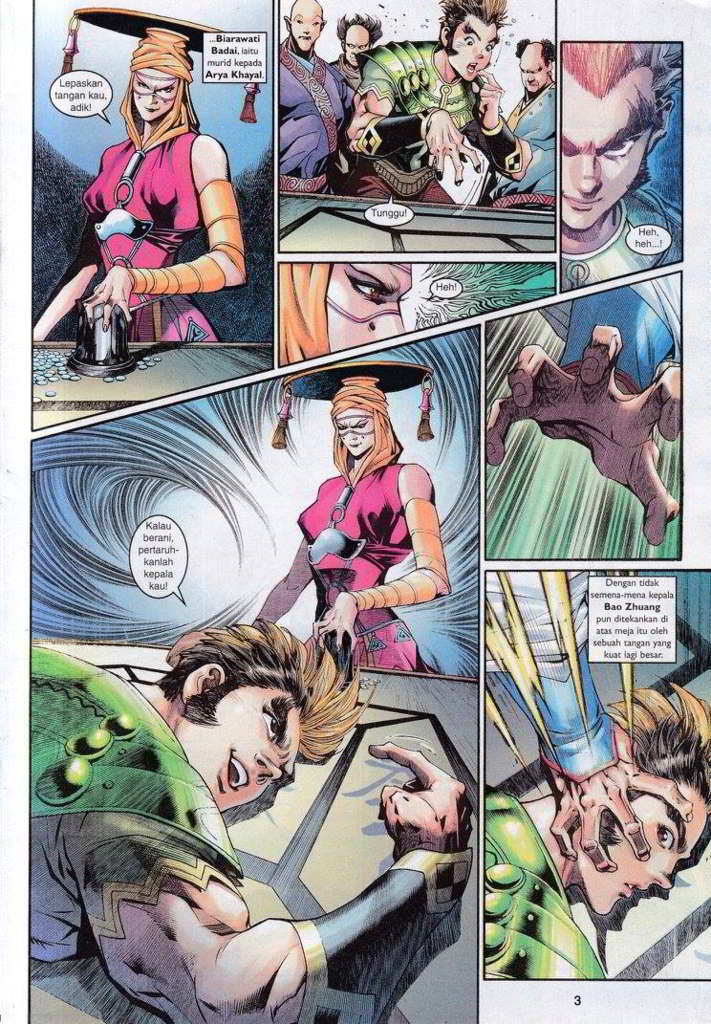 Lepaskan
tangan kau,
adik!
...Biarawati
Badai, iaitu
murid kepada
Arya Khayal.
Tunggu!
Heh,
heh...!
Heh!
Kalau
berani,
pertaruh-
kanlah
kepala
kau!
Dengan tidak
semena-mena kepala
Bao Zhuang
pun ditekankan di
atas meja itu oleh
sebuah tangan yang
kuat lagi besar.
3